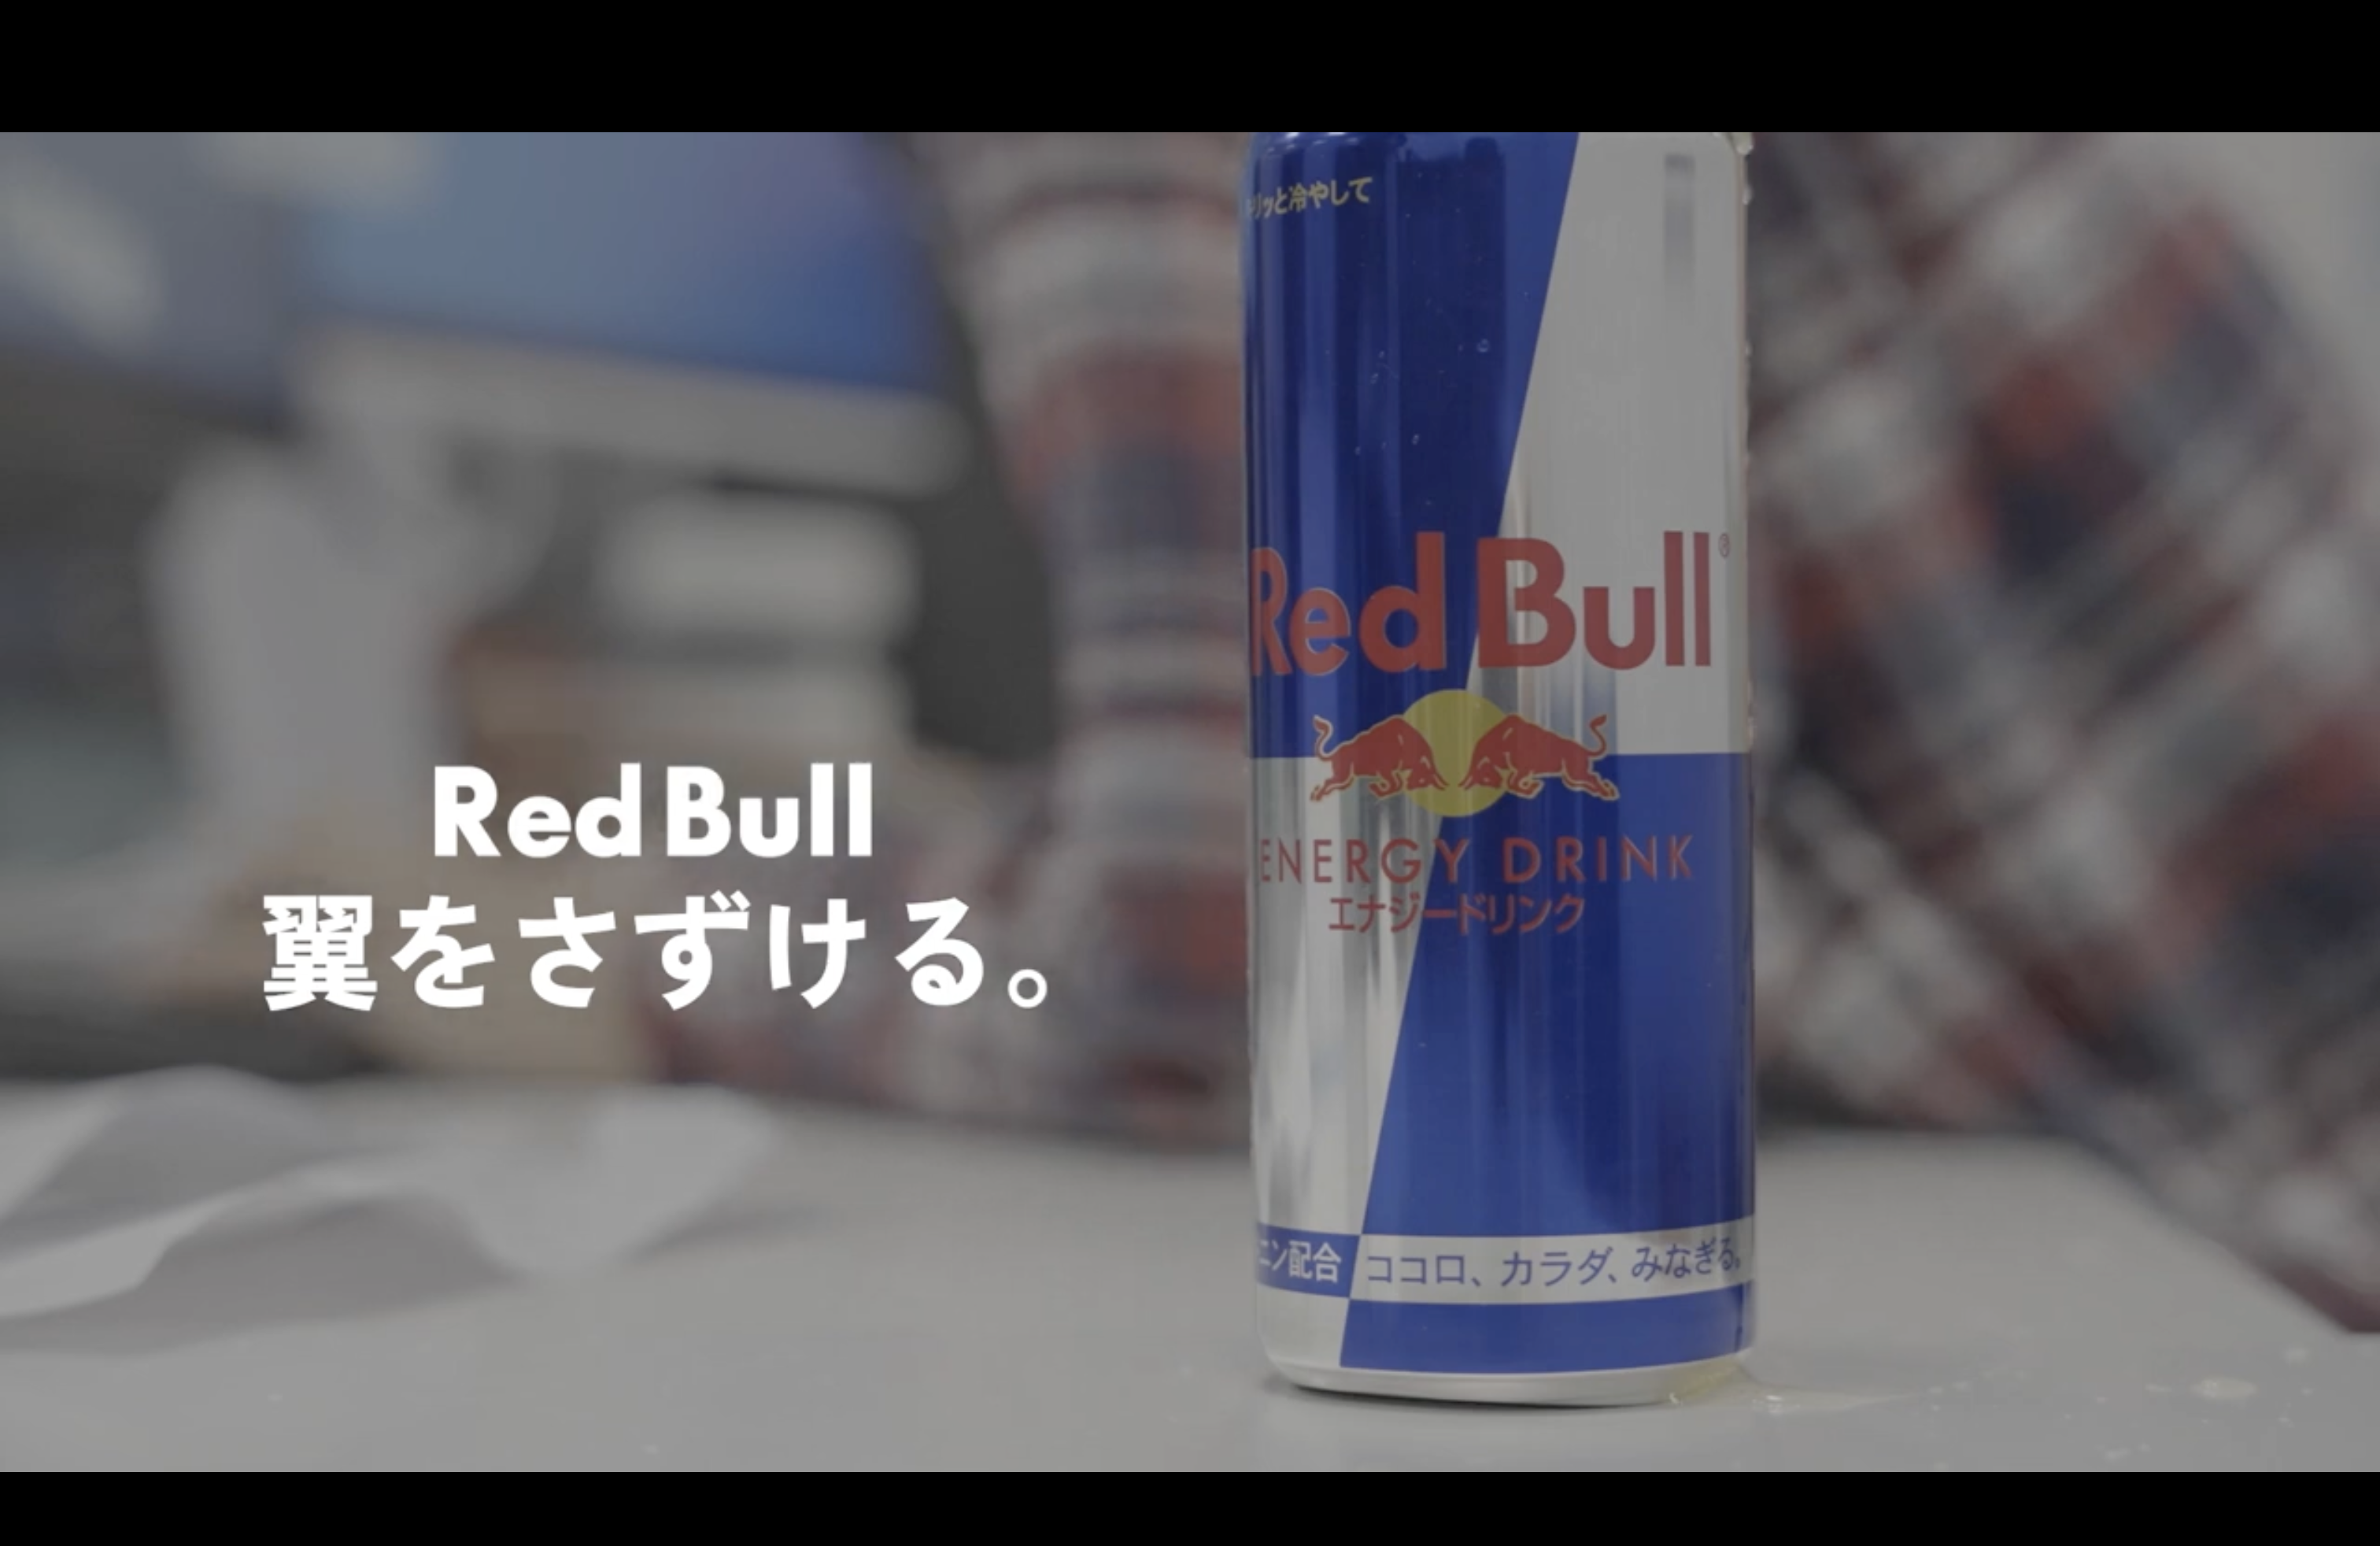 Red Bull
翼をさずける。
リッと冷やして
Red Bull®
ENERGY DRINK
エナジードリンク
ニン配合
ココロ、カラダ、みなぎる。